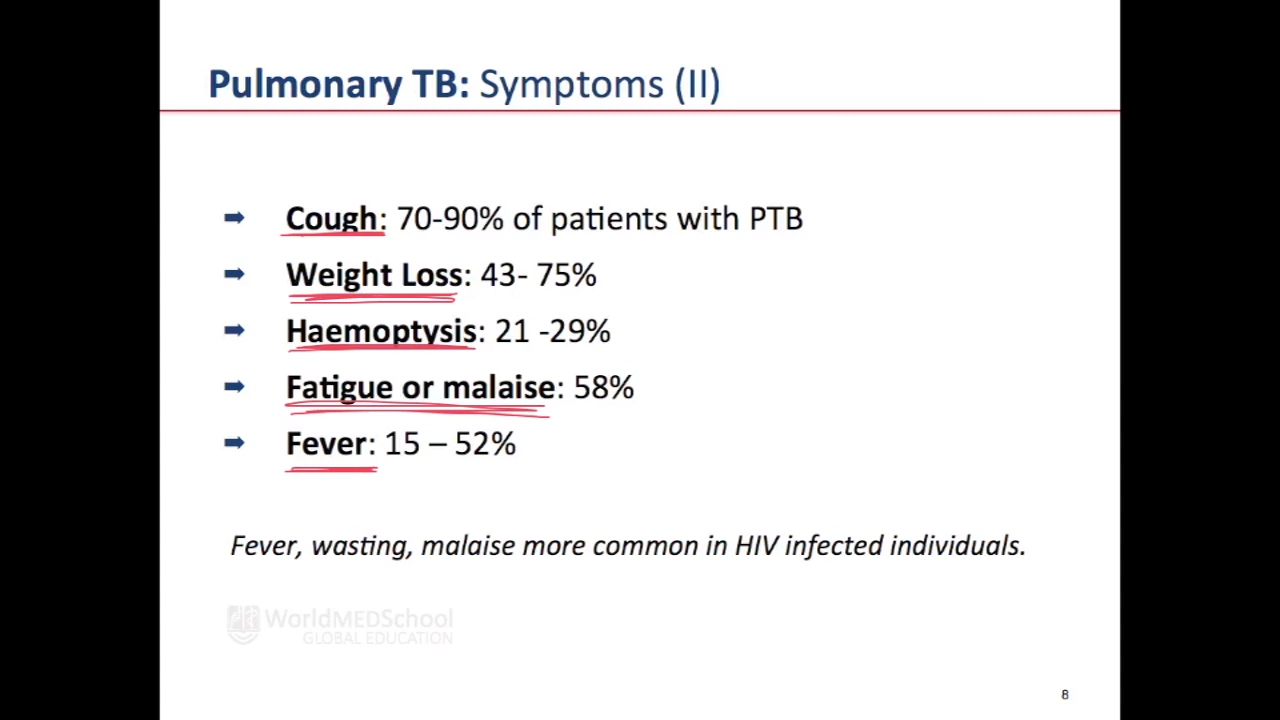 Pulmonary TB: Symptoms (II)
➡ Cough: 70-90% of patients with PTB
➡ Weight Loss: 43- 75%
➡ Haemoptysis: 21 -29%
➡ Fatigue or malaise: 58%
➡ Fever: 15 – 52%
Fever, wasting, malaise more common in HIV infected individuals.
WorldMEDSchool
GLOBAL EDUCATION
8